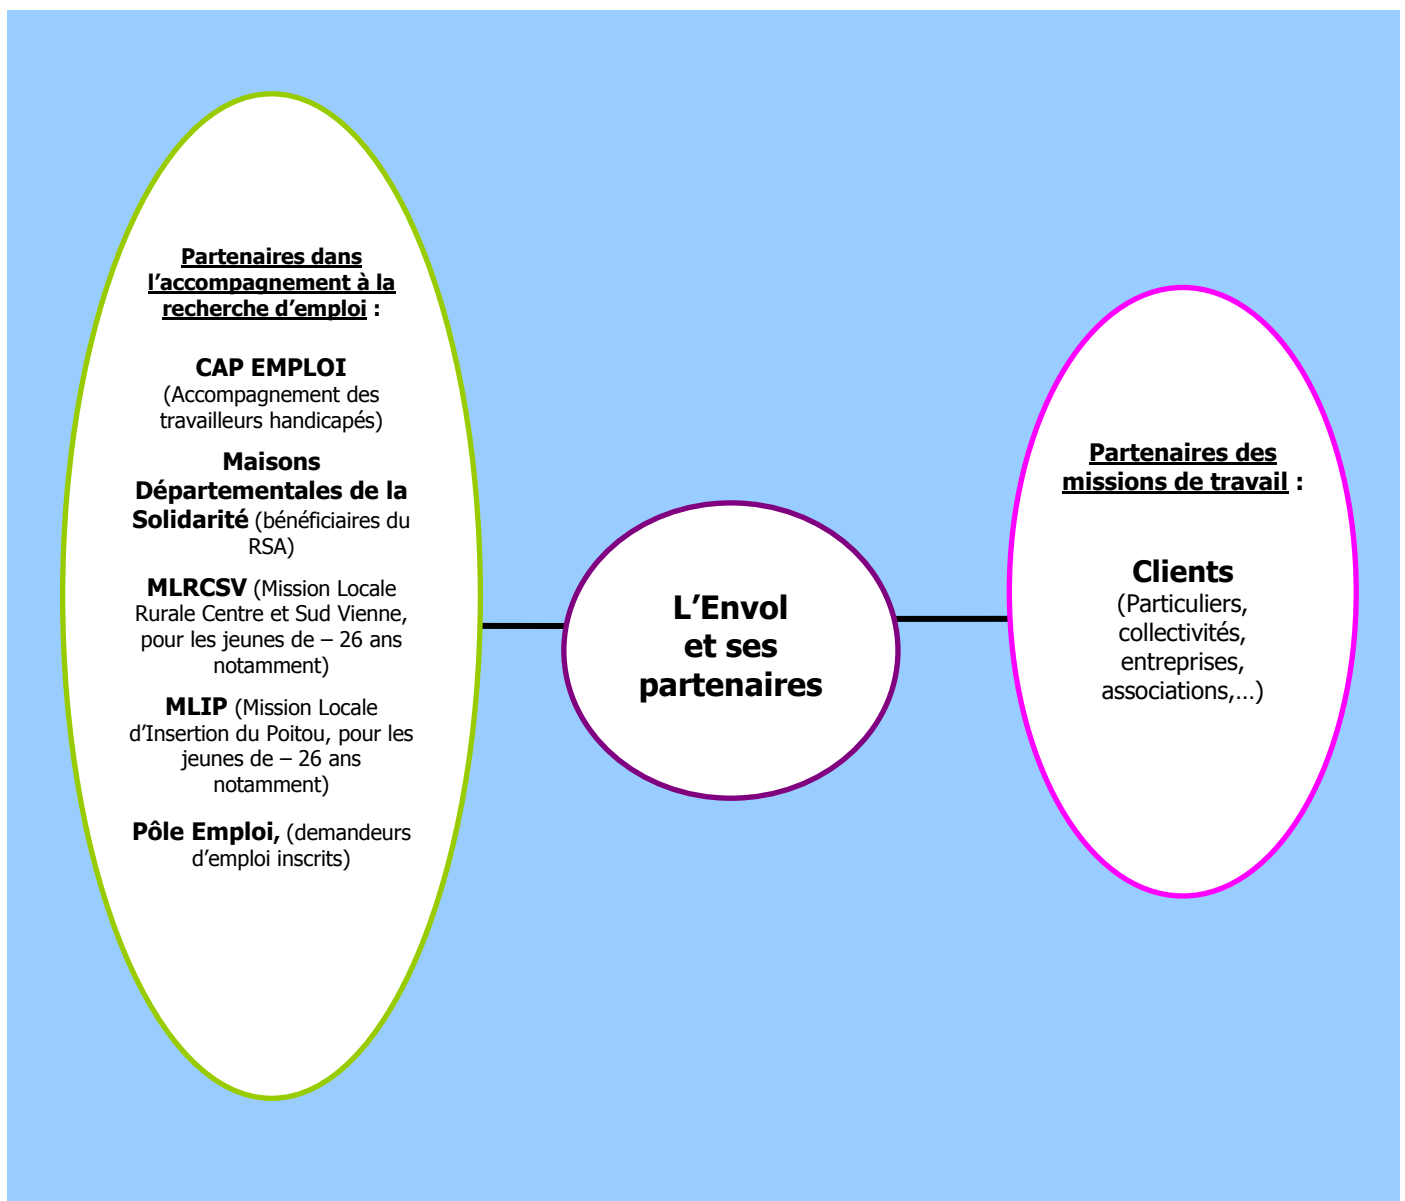 Partenaires dans
l’accompagnement à la
recherche d’emploi :
CAP EMPLOI
(Accompagnement des
travailleurs handicapés)
Maisons
Départementales de la
Solidarité (bénéficiaires du
RSA)
MLRCSV (Mission Locale
Rurale Centre et Sud Vienne,
pour les jeunes de – 26 ans
notamment)
MLIP (Mission Locale
d’Insertion du Poitou, pour les
jeunes de – 26 ans
notamment)
Pôle Emploi, (demandeurs
d’emploi inscrits)
L’Envol
et ses
partenaires
Partenaires des
missions de travail :
Clients
(Particuliers,
collectivités,
entreprises,
associations,…)